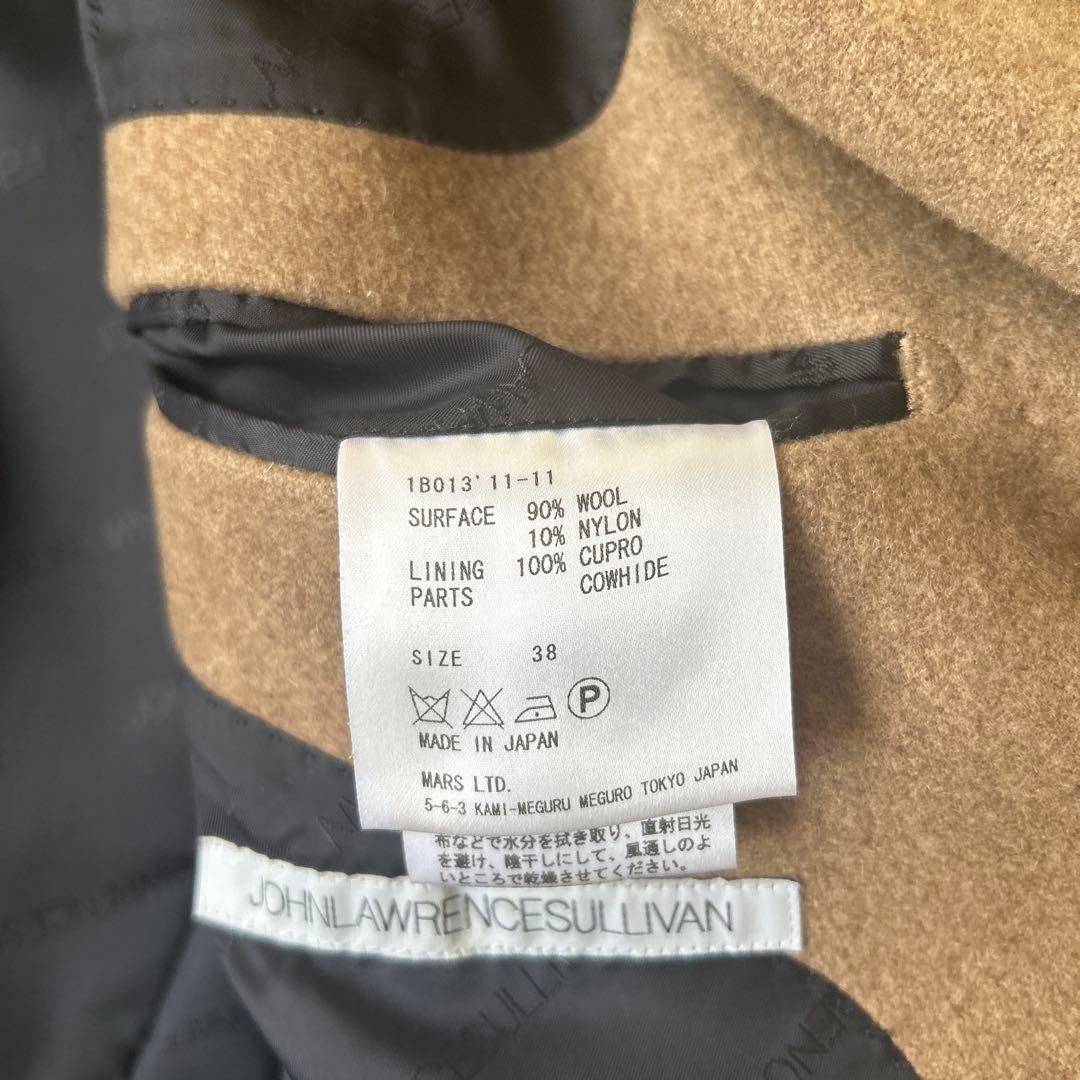 1B013'11-11
SURFACE 90% WOOL
10% NYLON
LINING 100% CUPRO
PARTS COWHIDE
SIZE 38
P
MADE IN JAPAN
MARS LTD.
5-6-3 KAMI-MEGURU MEGURO TOKYO JAPAN
布などで水分を拭き取り、直射日光
を避け、陰干しにして、風通しのよ
いところで乾燥させてください。
JOHNLAWRENCESULLIVAN